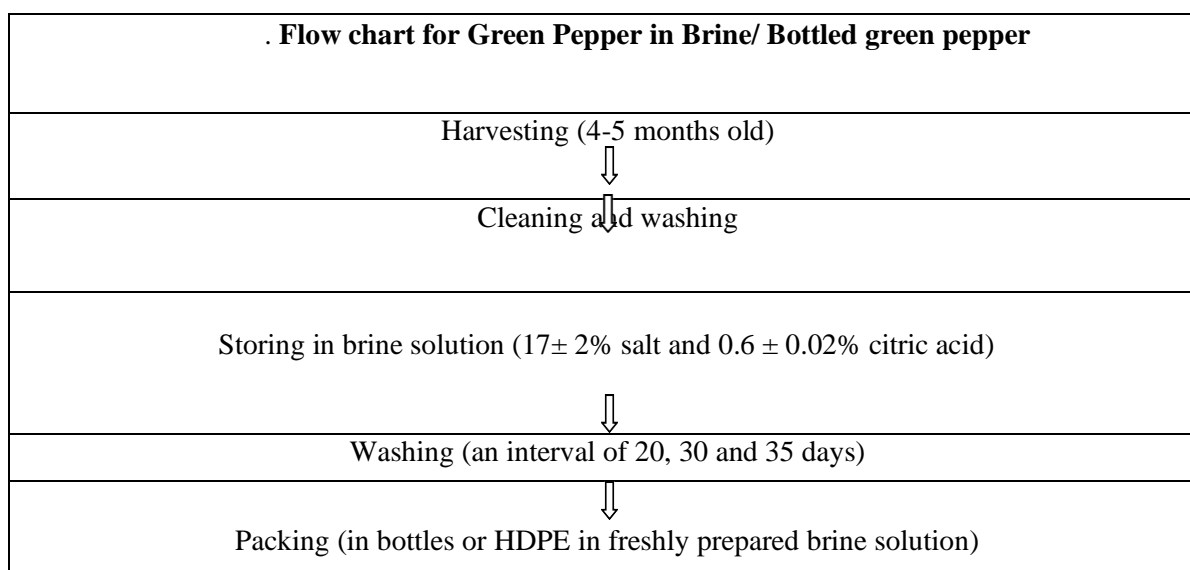 . Flow chart for Green Pepper in Brine/ Bottled green pepper
Harvesting (4-5 months old)
Cleaning and washing
Storing in brine solution (17± 2% salt and 0.6 ± 0.02% citric acid)
Washing (an interval of 20, 30 and 35 days)
Packing (in bottles or HDPE in freshly prepared brine solution)